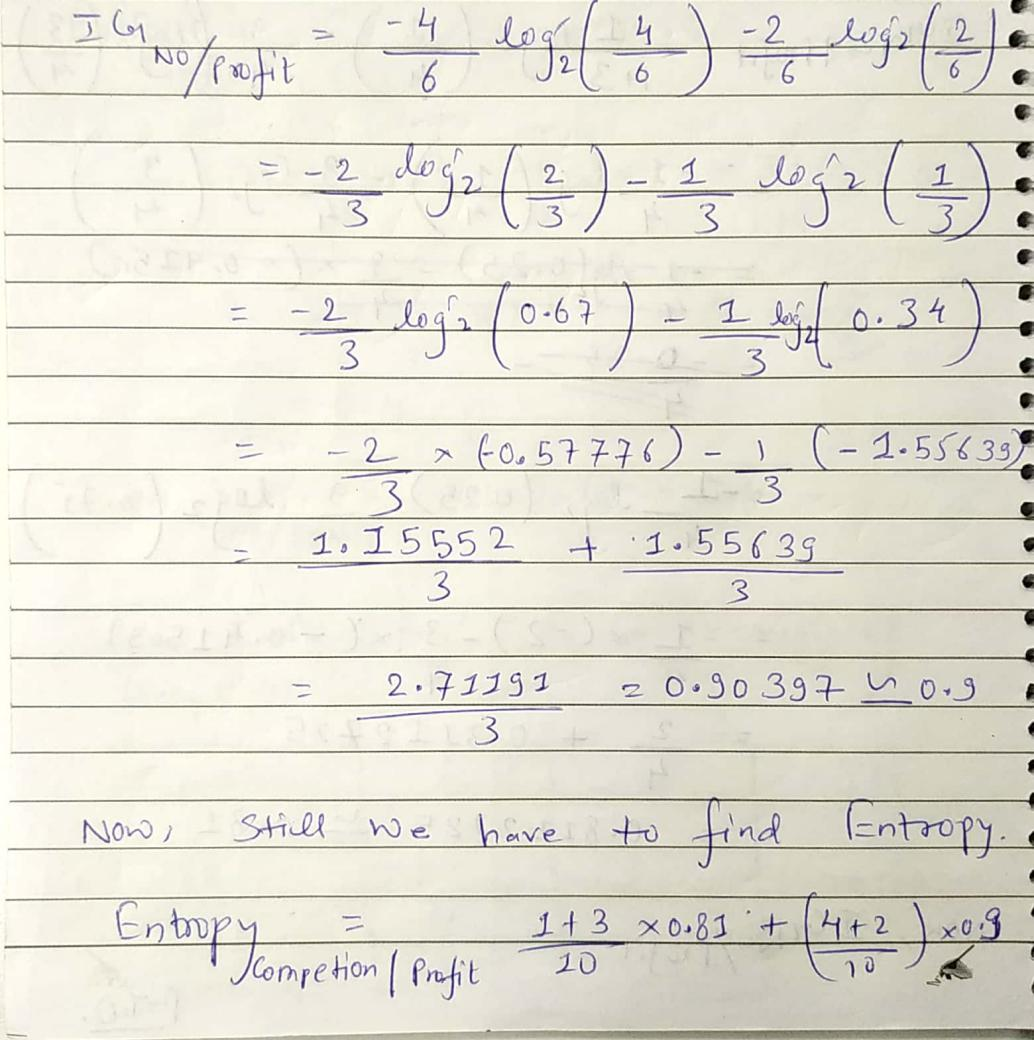 IG No/Profit = -4/6 log2(4/6) -2/6 log2(2/6)
= -2/3 log2(2/3) - 1/3 log2(1/3)
= -2/3 log2(0.67) - 1/3 log2(0.34)
= -2/3 × (-0.57776) - 1/3 (-1.55639)
= 1.15552/3 + 1.55639/3
= 2.71191/3 = 0.90397 ≃ 0.9
Now, Still we have to find Entropy.
Entropy Competion | Profit = 1+3/10 ×0.81 + (4+2/10) ×0.9